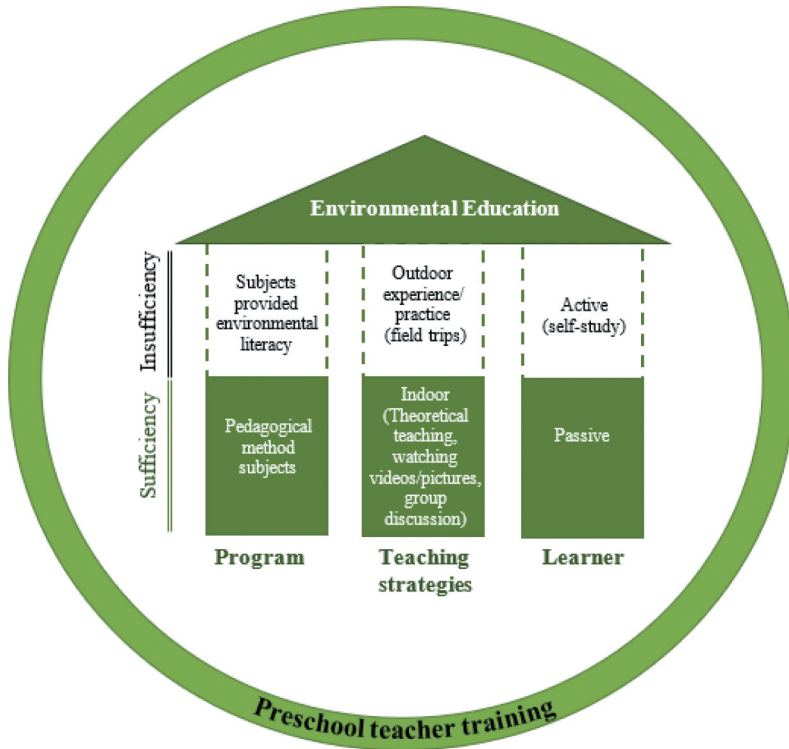 Environmental Education
Insufficiency
Subjects
provided
environmental
literacy
Outdoor
experience/
practice
(field trips)
Active
(self-study)
Sufficiency
Pedagogical
method
subjects
Indoor
(Theoretical
teaching,
watching
videos/pictures,
group
discussion)
Passive
Program
Teaching
strategies
Learner
Preschool teacher training